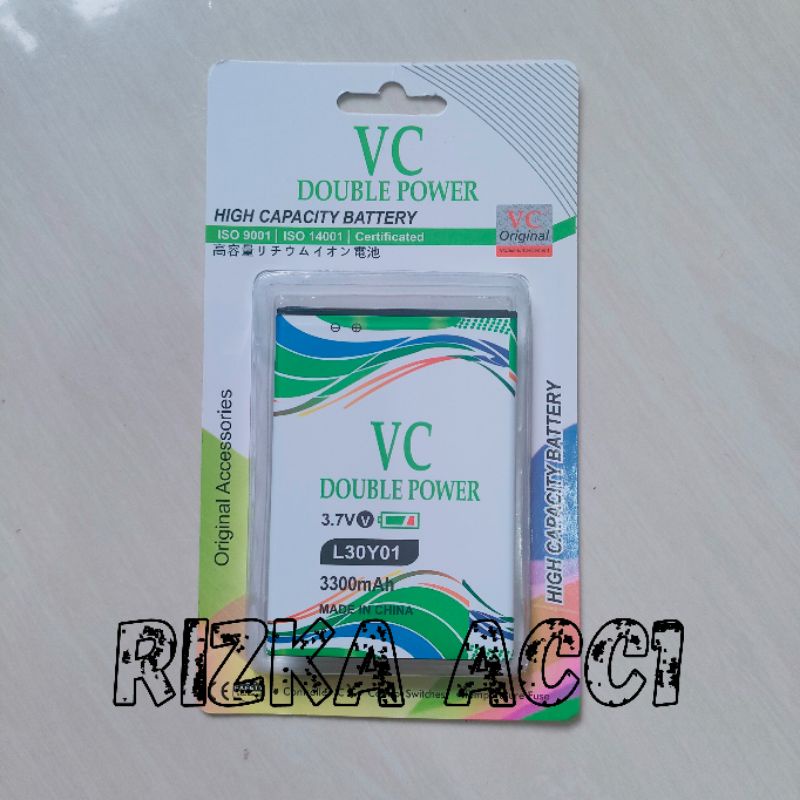 VC
DOUBLE POWER
HIGH CAPACITY BATTERY
ISO 9001 | ISO 14001 | Certificated
高容量リチウムイオン電池
VC
Original
Original Accessories
HIGH CAPACITY BATTERY
⊖ ⊕
VC
DOUBLE POWER
3.7V V
L30Y01
3300mAh
MADE IN CHINA
RIZKA ACC1
Switches
Fuse